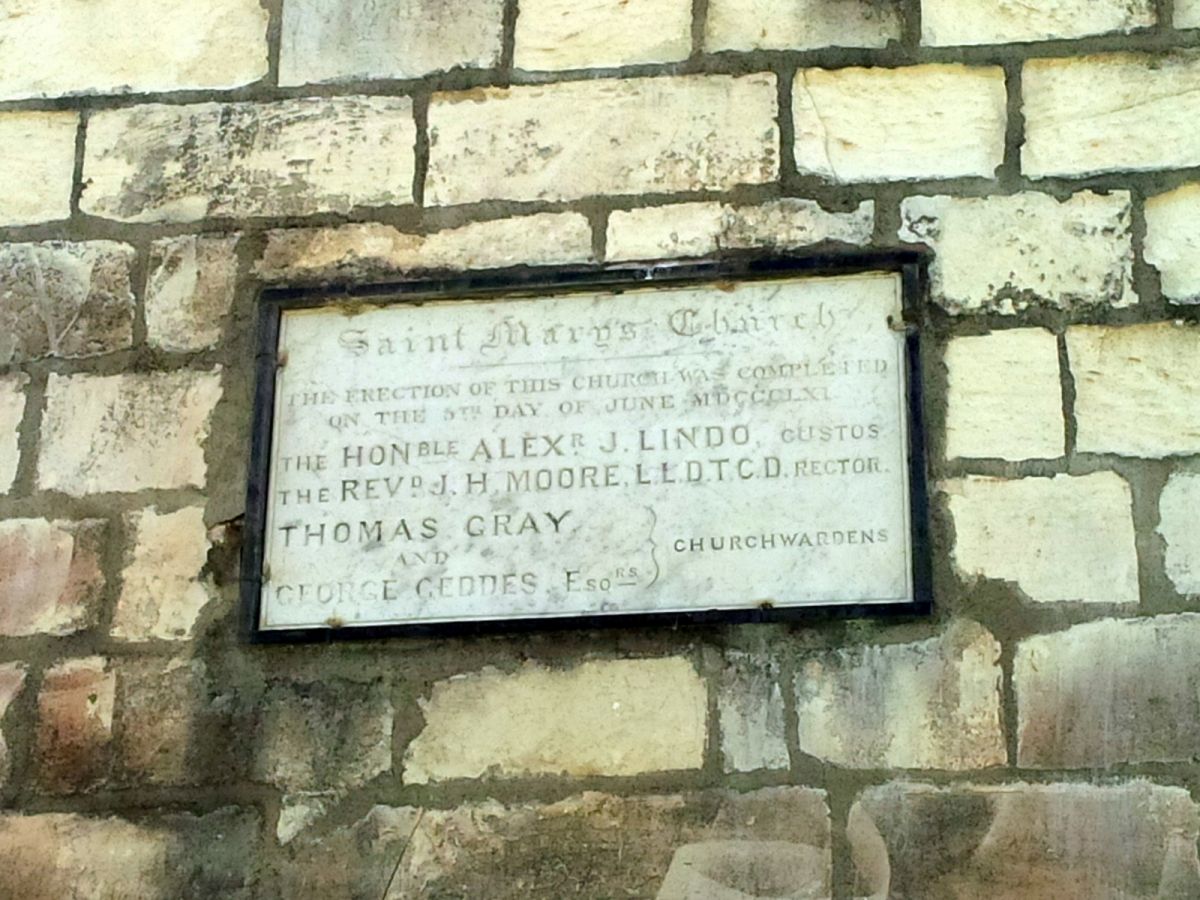 Saint Marys Church
THE ERECTION OF THIS CHURCH WAS COMPLETED
ON THE 5TH DAY OF JUNE MDCCCLXI
THE HONBLE ALEXR J. LINDO, CUSTOS
THE REVD J. H. MOORE, L.L.D.T.C.D. RECTOR.
THOMAS GRAY
AND
GEORGE GEDDES. ESQRS
CHURCHWARDENS